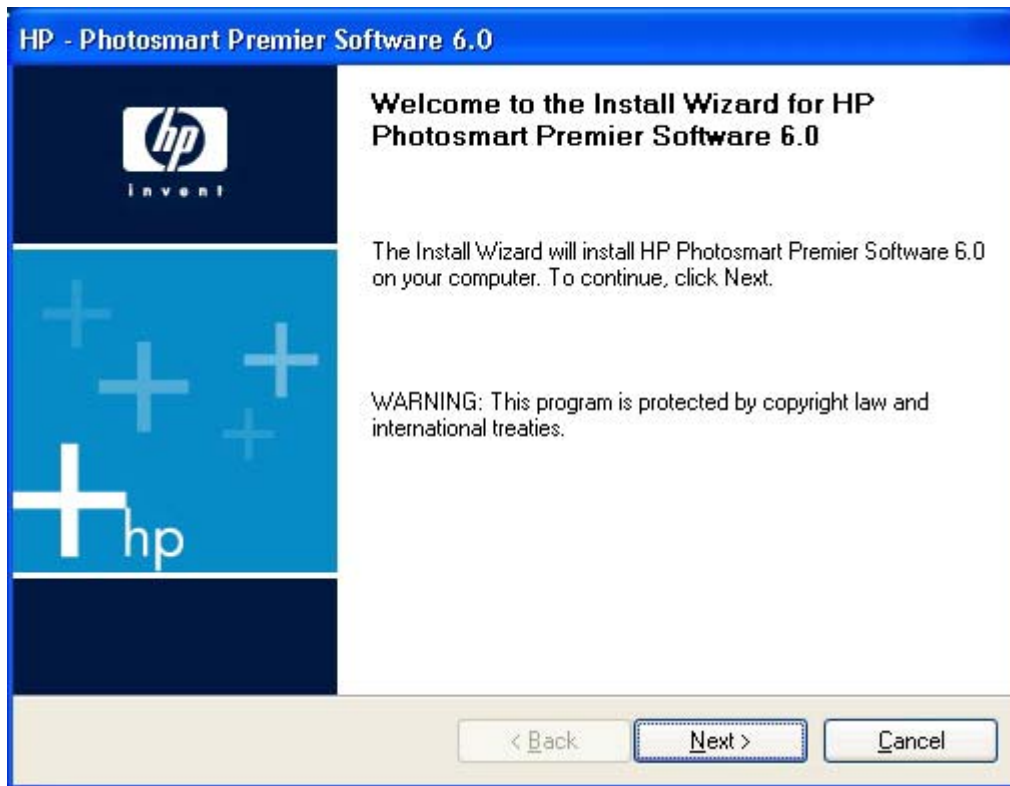 HP - Photosmart Premier Software 6.0
hp
invent
Welcome to the Install Wizard for HP
Photosmart Premier Software 6.0
The Install Wizard will install HP Photosmart Premier Software 6.0
on your computer. To continue, click Next.
WARNING: This program is protected by copyright law and
international treaties.
hp
< Back
Next >
Cancel